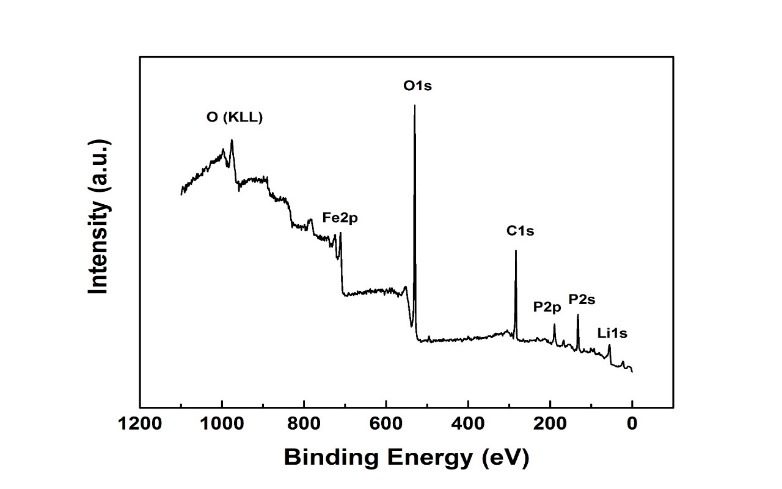 O1s
O (KLL)
Fe2p
C1s
P2p
P2s
Li1s
Intensity (a.u.)
1200 1000 800 600 400 200 0
Binding Energy (eV)